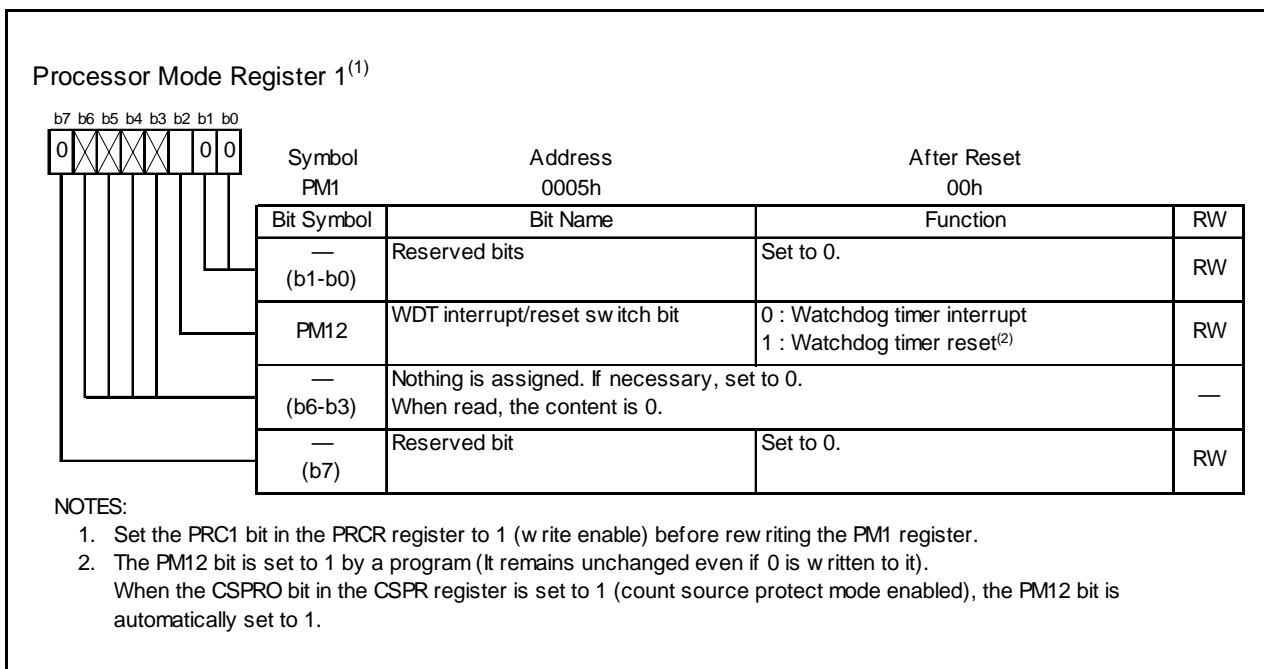 Processor Mode Register 1(1)
b7 b6 b5 b4 b3 b2 b1 b0
0 0 0
Symbol Address After Reset
PM1 0005h 00h
Bit Symbol Bit Name Function RW
— (b1-b0) Reserved bits Set to 0. RW
PM12 WDT interrupt/reset switch bit 0 : Watchdog timer interrupt RW
1 : Watchdog timer reset(2)
— (b6-b3) Nothing is assigned. If necessary, set to 0. —
When read, the content is 0.
— (b7) Reserved bit Set to 0. RW
NOTES:
1. Set the PRC1 bit in the PRCR register to 1 (write enable) before rewriting the PM1 register.
2. The PM12 bit is set to 1 by a program (It remains unchanged even if 0 is written to it).
When the CSPRO bit in the CSPR register is set to 1 (count source protect mode enabled), the PM12 bit is
automatically set to 1.